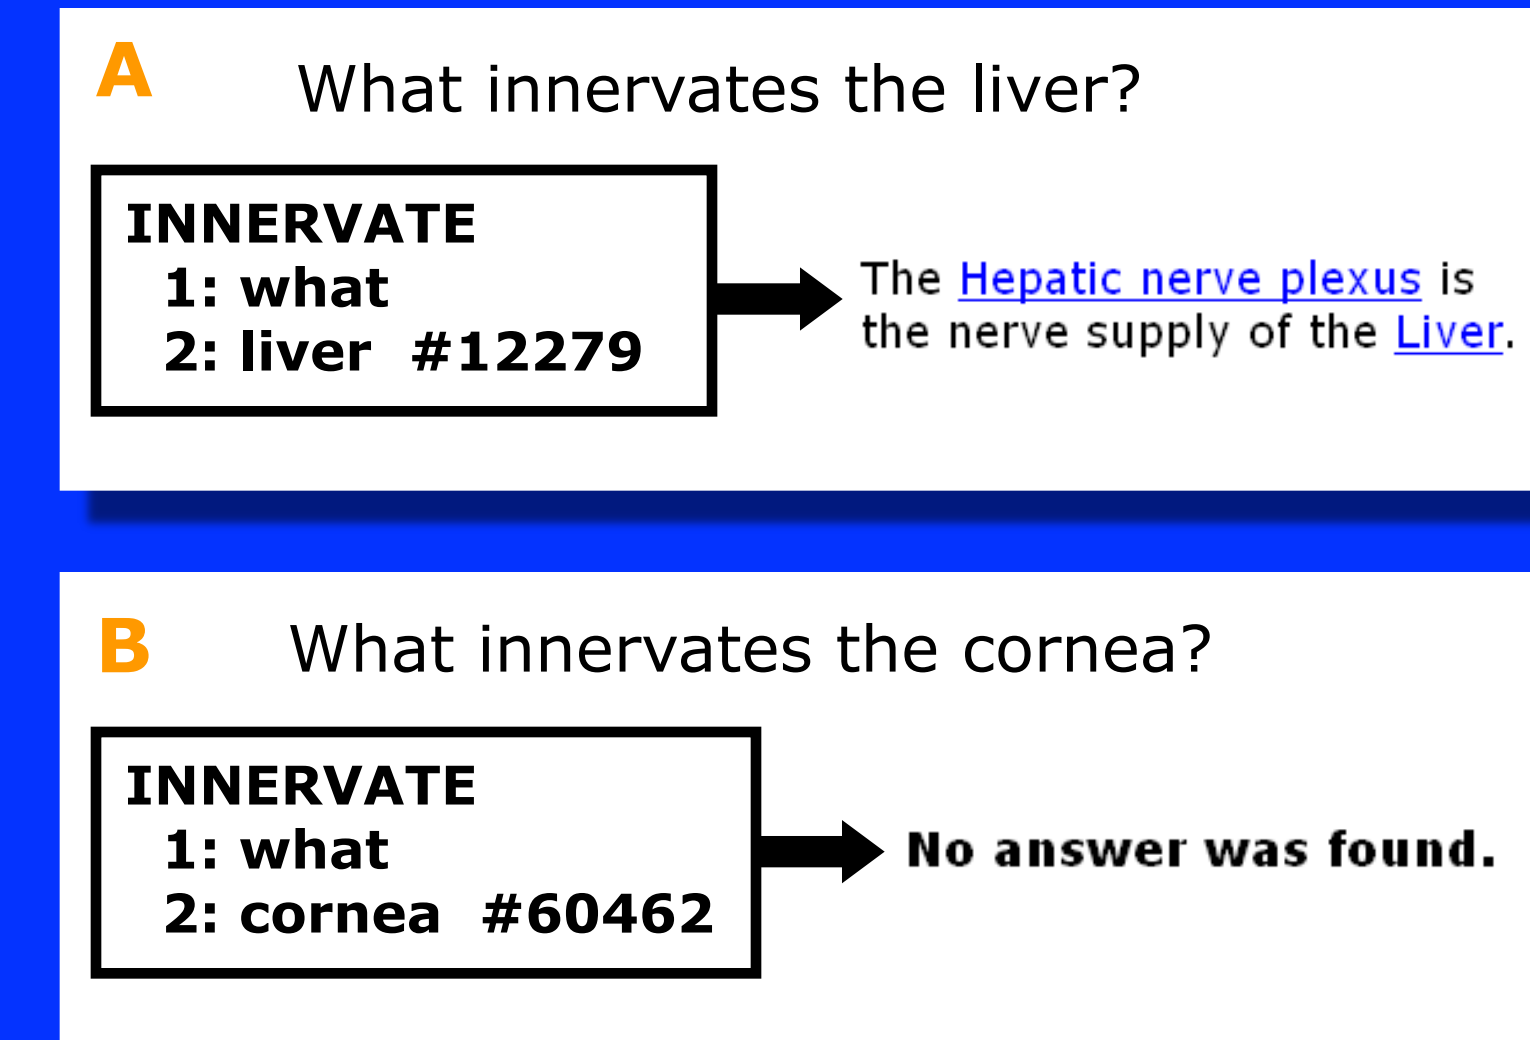 A
What innervates the liver?
INNERVATE
1: what
2: liver #12279
The Hepatic nerve plexus is
the nerve supply of the Liver.
B
What innervates the cornea?
INNERVATE
1: what
2: cornea #60462
No answer was found.